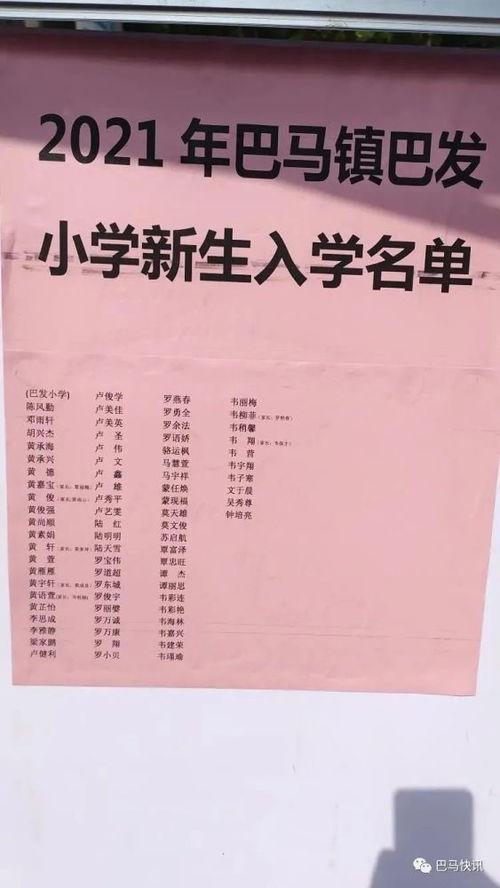 2021年巴马镇巴发
小学新生入学名单
(巴发小学) 卢俊学 罗燕春 韦丽梅
陈凤勤 卢美佳 罗勇全 韦柳菲
邓雨轩 卢美英 罗余法 韦稍馨
胡兴杰 卢 圣 罗语娇 韦 翔
黄承海 卢 伟 骆运枫 韦 营
黄承兴 卢 文 马慧萱 韦宇翔
黄 德 卢 鑫 马宇祥 韦子寒
黄嘉宝 卢 雄 蒙任焕 文于晨
黄 俊 卢秀平 蒙现福 吴秀尊
黄俊强 卢艺雯 莫天雄 钟培亮
黄尚顺 陆 红 莫文俊
黄素娟 陆明明 苏启航
黄 轩 陆天雪 覃富泽
黄 萱 罗宝伟 覃忠旺
黄雁雁 罗道超 谭 杰
黄宇轩 罗东城 谭丽思
黄语萱 罗俊宇 韦彩连
黄芷怡 罗丽嬖 韦彩艳
李思成 罗万诚 韦海林
李雅静 罗万康 韦嘉兴
梁家鹏 罗 翔 韦建荣
卢健利 罗小贝 韦瑾瑜
巴马快讯